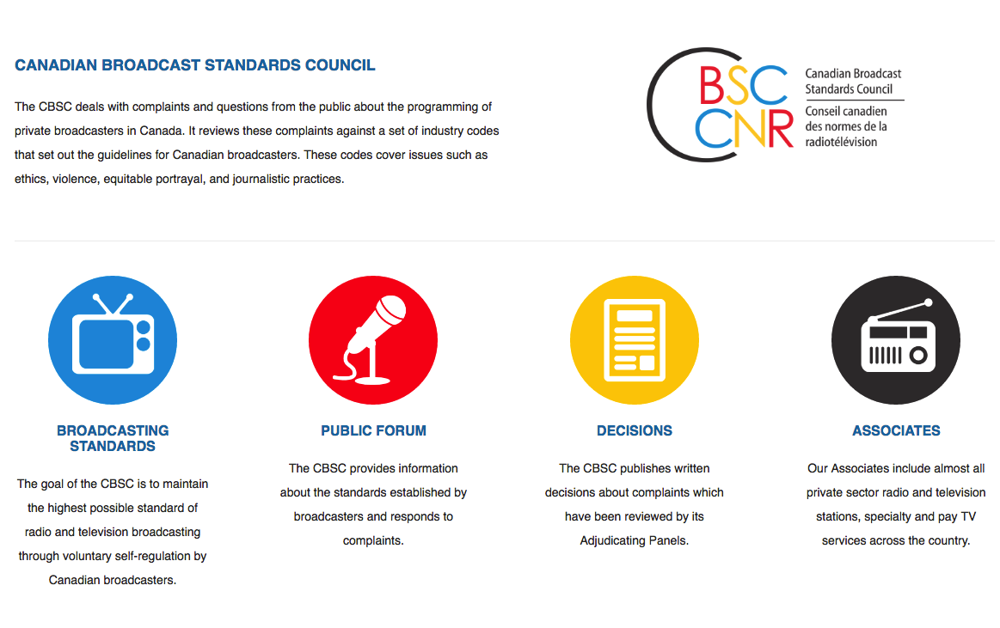 CANADIAN BROADCAST STANDARDS COUNCIL
The CBSC deals with complaints and questions from the public about the programming of
private broadcasters in Canada. It reviews these complaints against a set of industry codes
that set out the guidelines for Canadian broadcasters. These codes cover issues such as
ethics, violence, equitable portrayal, and journalistic practices.
BSC
CNR
Canadian Broadcast
Standards Council
Conseil canadien
des normes de la
radiotélévision
BROADCASTING
STANDARDS
The goal of the CBSC is to maintain
the highest possible standard of
radio and television broadcasting
through voluntary self-regulation by
Canadian broadcasters.
PUBLIC FORUM
The CBSC provides information
about the standards established by
broadcasters and responds to
complaints.
DECISIONS
The CBSC publishes written
decisions about complaints which
have been reviewed by its
Adjudicating Panels.
ASSOCIATES
Our Associates include almost all
private sector radio and television
stations, specialty and pay TV
services across the country.